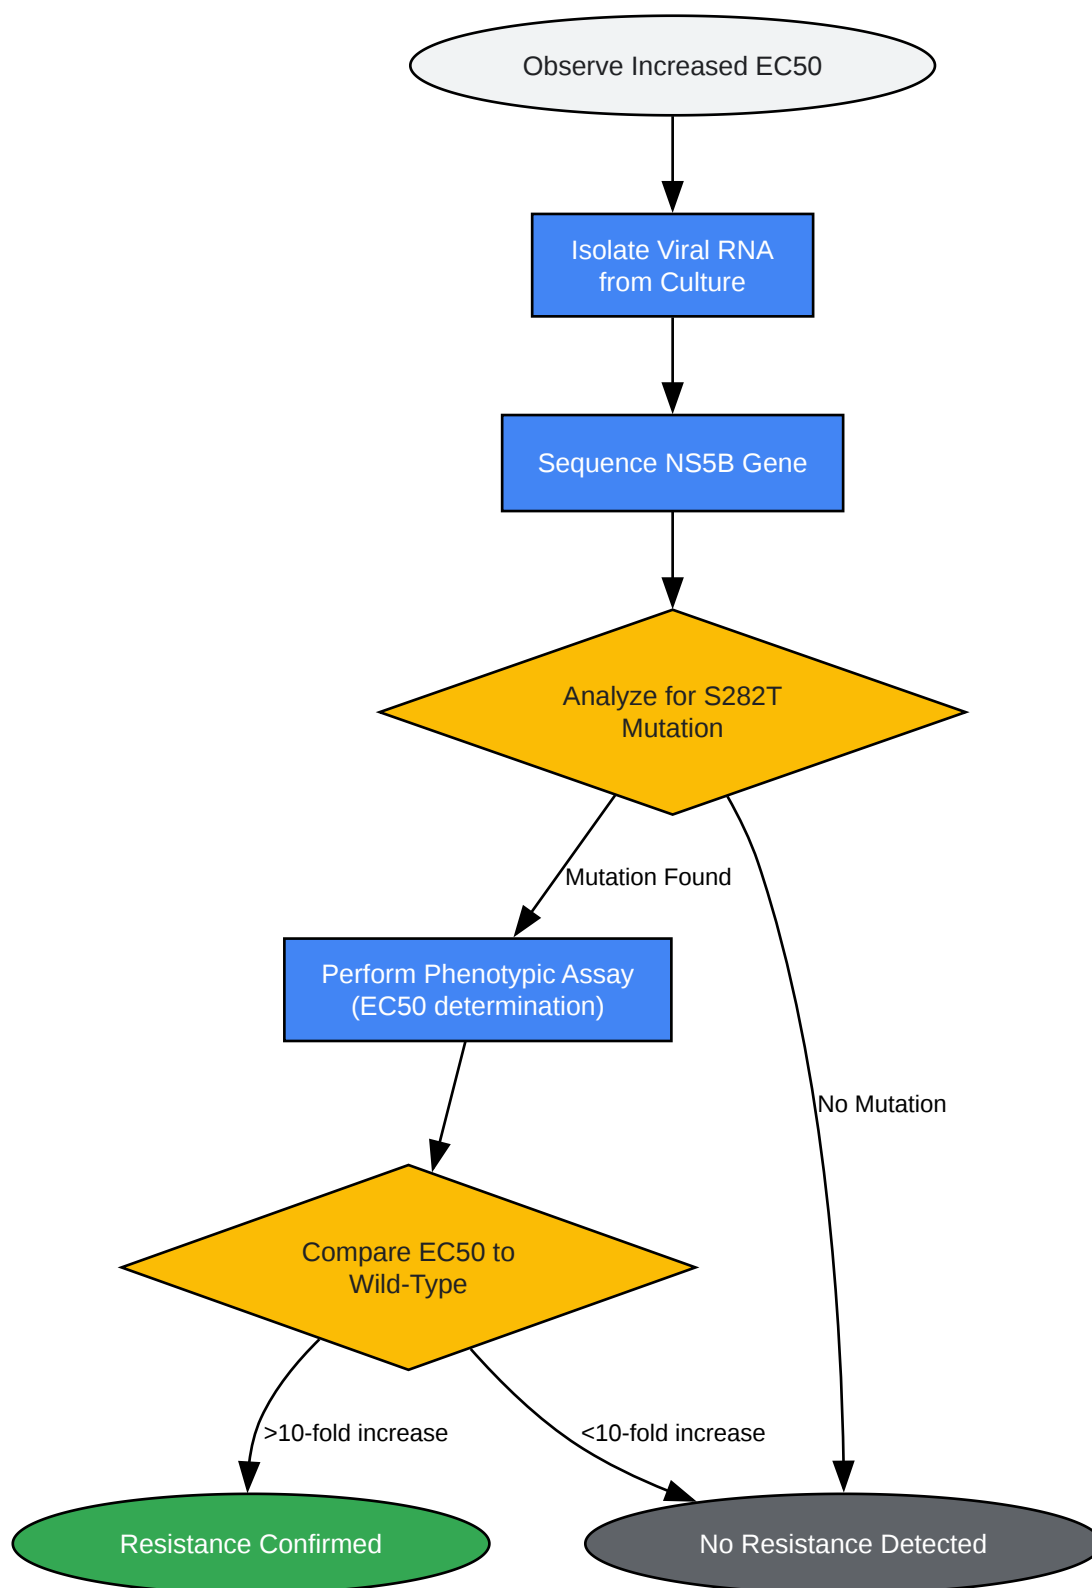 Observe Increased EC50
Isolate Viral RNA
from Culture
Sequence NS5B Gene
Analyze for S282T
Mutation
Mutation Found
Perform Phenotypic Assay
(EC50 determination)
No Mutation
Compare EC50 to
Wild-Type
>10-fold increase
<10-fold increase
Resistance Confirmed
No Resistance Detected